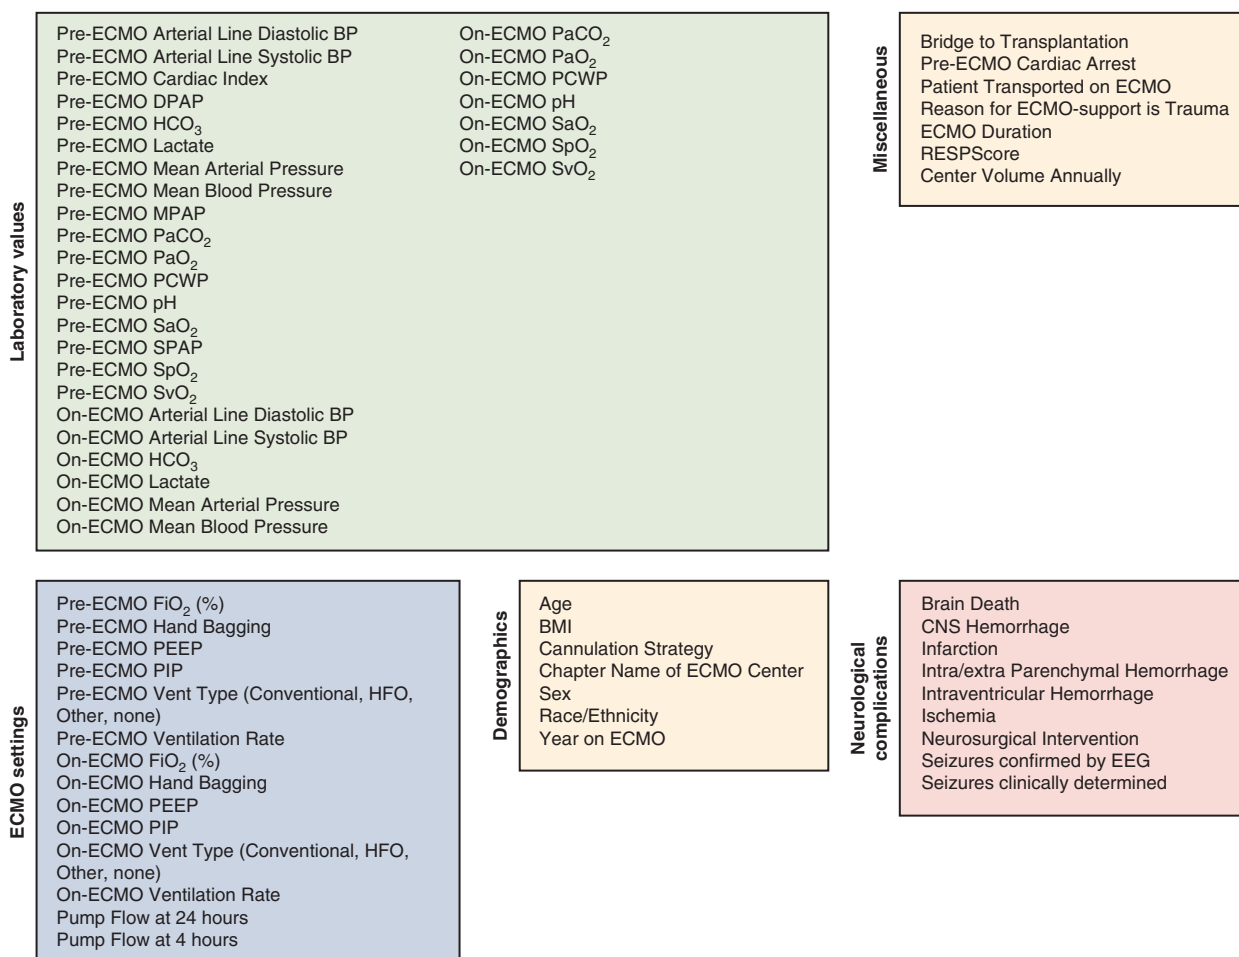 Laboratory values
Pre-ECMO Arterial Line Diastolic BP
Pre-ECMO Arterial Line Systolic BP
Pre-ECMO Cardiac Index
Pre-ECMO DPAP
Pre-ECMO HCO₃
Pre-ECMO Lactate
Pre-ECMO Mean Arterial Pressure
Pre-ECMO Mean Blood Pressure
Pre-ECMO MPAP
Pre-ECMO PaCO₂
Pre-ECMO PaO₂
Pre-ECMO PCWP
Pre-ECMO pH
Pre-ECMO SaO₂
Pre-ECMO SPAP
Pre-ECMO SpO₂
Pre-ECMO SvO₂
On-ECMO Arterial Line Diastolic BP
On-ECMO Arterial Line Systolic BP
On-ECMO HCO₃
On-ECMO Lactate
On-ECMO Mean Arterial Pressure
On-ECMO Mean Blood Pressure
On-ECMO PaCO₂
On-ECMO PaO₂
On-ECMO PCWP
On-ECMO pH
On-ECMO SaO₂
On-ECMO SpO₂
On-ECMO SvO₂
Miscellaneous
Bridge to Transplantation
Pre-ECMO Cardiac Arrest
Patient Transported on ECMO
Reason for ECMO-support is Trauma
ECMO Duration
RESPScore
Center Volume Annually
ECMO settings
Pre-ECMO FiO₂ (%)
Pre-ECMO Hand Bagging
Pre-ECMO PEEP
Pre-ECMO PIP
Pre-ECMO Vent Type (Conventional, HFO,
Other, none)
Pre-ECMO Ventilation Rate
On-ECMO FiO₂ (%)
On-ECMO Hand Bagging
On-ECMO PEEP
On-ECMO PIP
On-ECMO Vent Type (Conventional, HFO,
Other, none)
On-ECMO Ventilation Rate
Pump Flow at 24 hours
Pump Flow at 4 hours
Demographics
Age
BMI
Cannulation Strategy
Chapter Name of ECMO Center
Sex
Race/Ethnicity
Year on ECMO
Neurological
complications
Brain Death
CNS Hemorrhage
Infarction
Intra/extra Parenchymal Hemorrhage
Intraventricular Hemorrhage
Ischemia
Neurosurgical Intervention
Seizures confirmed by EEG
Seizures clinically determined